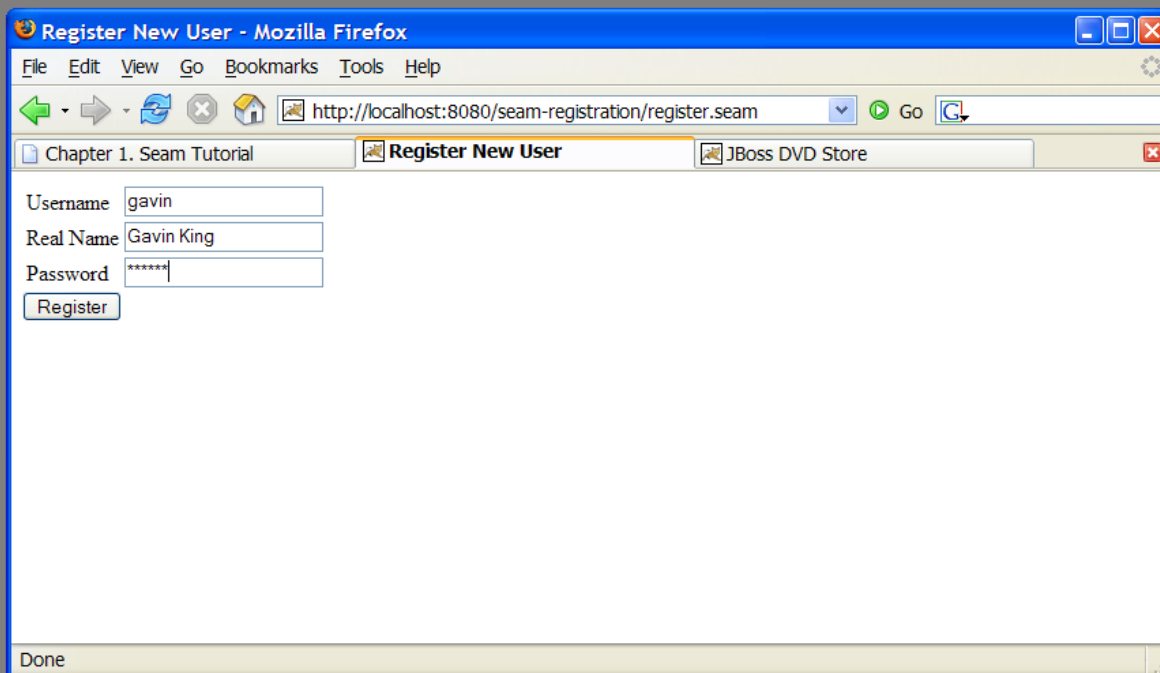 Register New User - Mozilla Firefox
File Edit View Go Bookmarks Tools Help
http://localhost:8080/seam-registration/register.seam Go G
Chapter 1. Seam Tutorial Register New User JBoss DVD Store
Username gavin
Real Name Gavin King
Password ******
Register
Done